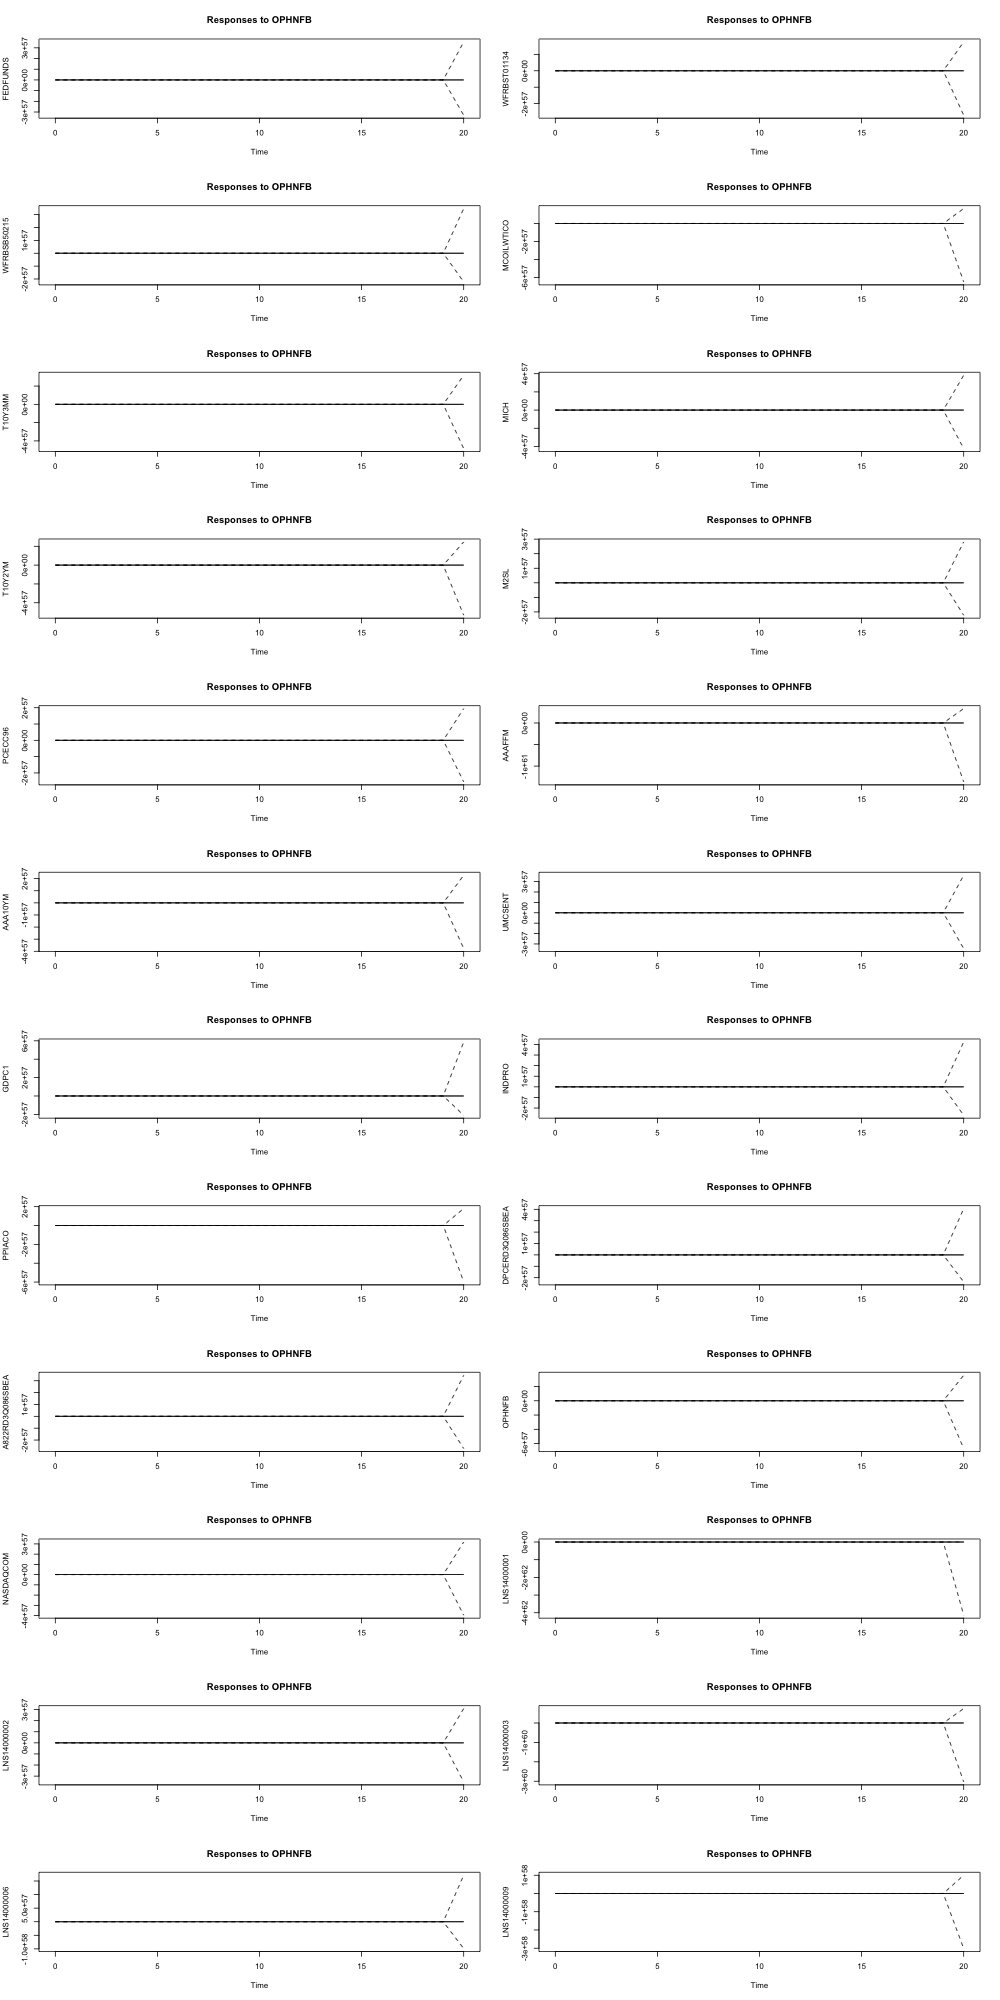 Responses to OPHNFB
FEDFUNDS
3e+57
0e+00
-3e+57
0 5 10 15 20
Time
Responses to OPHNFB
WFRBST01134
0e+00
-2e+57
0 5 10 15 20
Time
Responses to OPHNFB
WFRBSB50215
1e+57
-2e+57
0 5 10 15 20
Time
Responses to OPHNFB
MCOILWTICO
-2e+57
-6e+57
0 5 10 15 20
Time
Responses to OPHNFB
T10Y3MM
0e+00
-4e+57
0 5 10 15 20
Time
Responses to OPHNFB
MICH
4e+57
0e+00
-4e+57
0 5 10 15 20
Time
Responses to OPHNFB
T10Y2YM
0e+00
-4e+57
0 5 10 15 20
Time
Responses to OPHNFB
M2SL
3e+57
1e+57
-2e+57
0 5 10 15 20
Time
Responses to OPHNFB
PCECC96
2e+57
0e+00
-2e+57
0 5 10 15 20
Time
Responses to OPHNFB
AAAFFM
0e+00
-1e+61
0 5 10 15 20
Time
Responses to OPHNFB
AAA10YM
2e+57
-1e+57
-4e+57
0 5 10 15 20
Time
Responses to OPHNFB
UMCSENT
3e+57
0e+00
-3e+57
0 5 10 15 20
Time
Responses to OPHNFB
GDPC1
6e+57
2e+57
-2e+57
0 5 10 15 20
Time
Responses to OPHNFB
INDPRO
4e+57
1e+57
-2e+57
0 5 10 15 20
Time
Responses to OPHNFB
PPIACO
2e+57
-2e+57
-6e+57
0 5 10 15 20
Time
Responses to OPHNFB
DPCERD3Q086SBEA
4e+57
1e+57
-2e+57
0 5 10 15 20
Time
Responses to OPHNFB
A822RD3Q086SBEA
1e+57
-2e+57
0 5 10 15 20
Time
Responses to OPHNFB
OPHNFB
0e+00
-6e+57
0 5 10 15 20
Time
Responses to OPHNFB
NASDAQCOM
3e+57
0e+00
-4e+57
0 5 10 15 20
Time
Responses to OPHNFB
LNS14000001
0e+00
-2e+62
-4e+62
0 5 10 15 20
Time
Responses to OPHNFB
LNS14000002
3e+57
0e+00
-3e+57
0 5 10 15 20
Time
Responses to OPHNFB
LNS14000003
-1e+60
-3e+60
0 5 10 15 20
Time
Responses to OPHNFB
LNS14000006
5.0e+57
-1.0e+58
0 5 10 15 20
Time
Responses to OPHNFB
LNS14000009
1e+58
-1e+58
-3e+58
0 5 10 15 20
Time